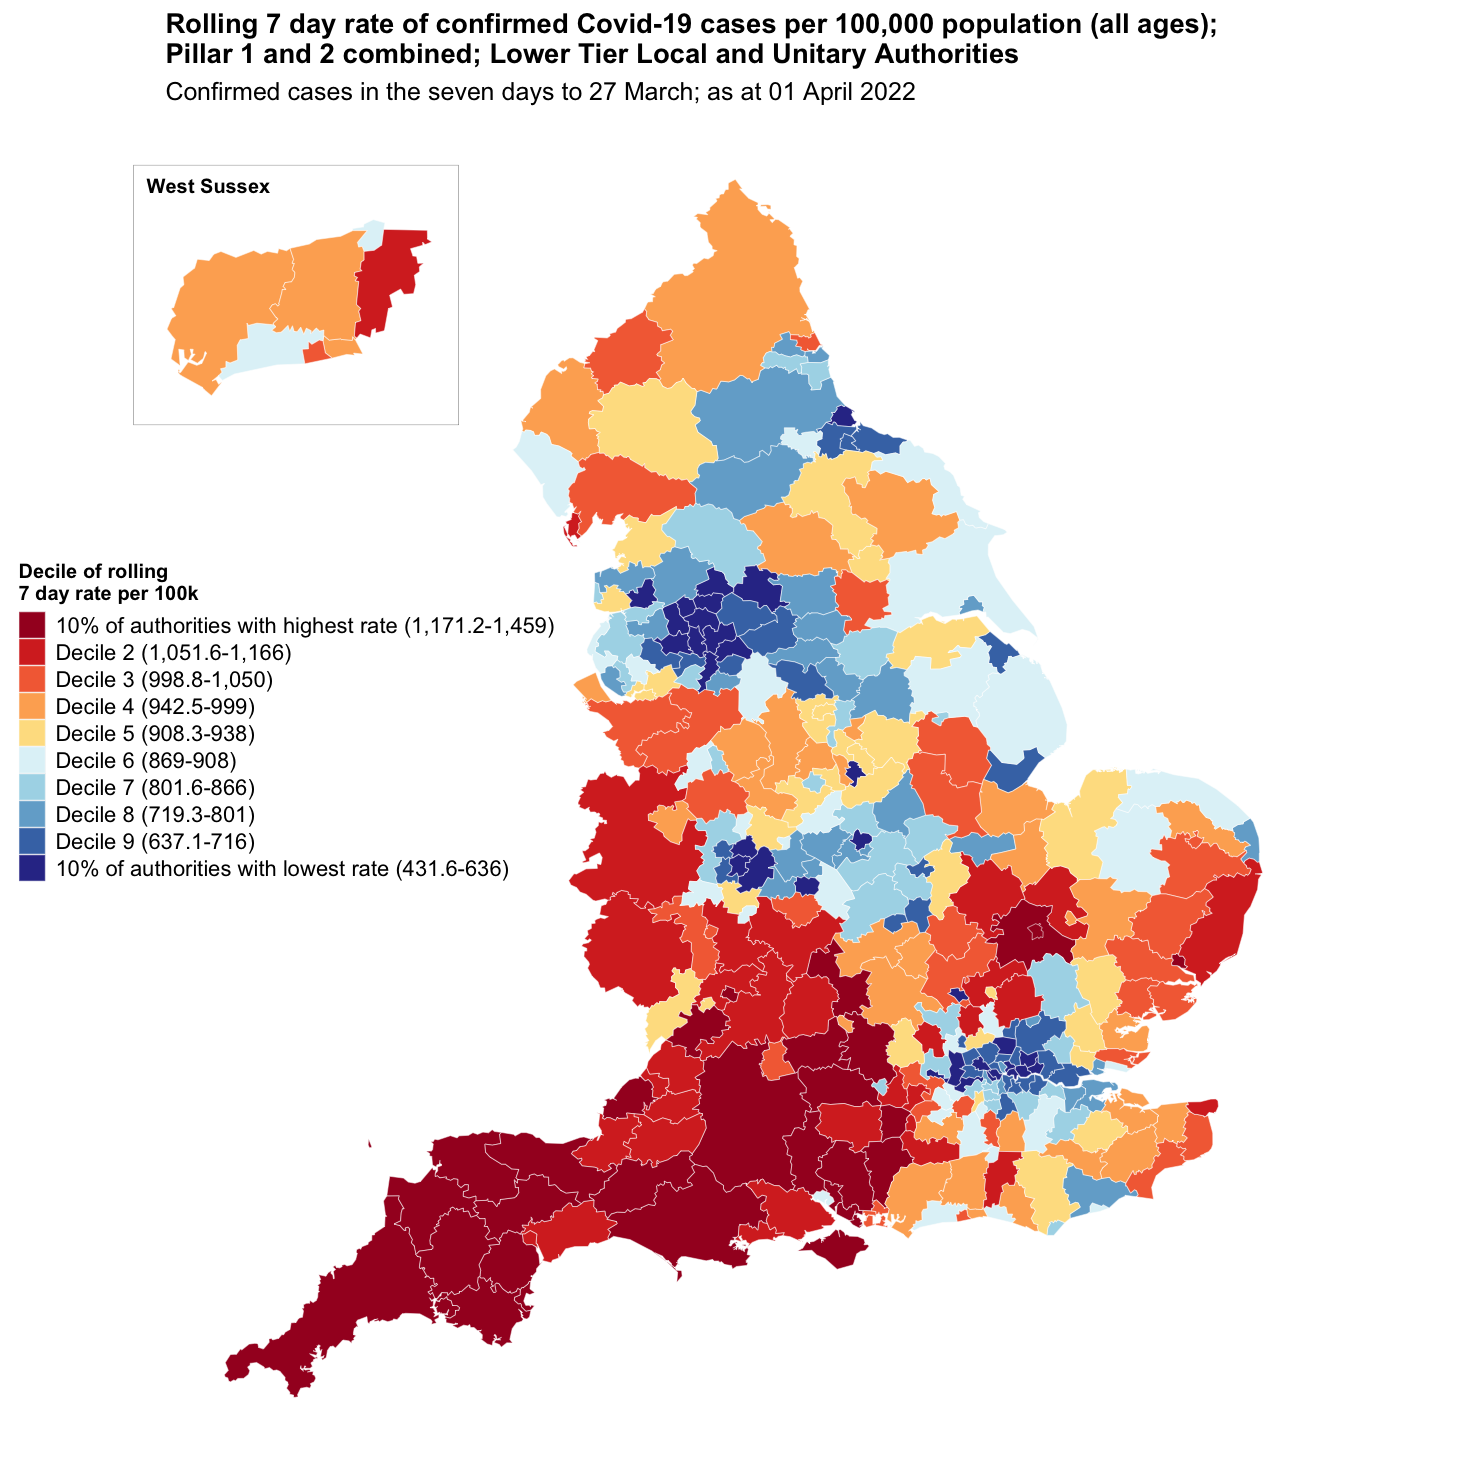 Rolling 7 day rate of confirmed Covid-19 cases per 100,000 population (all ages);
Pillar 1 and 2 combined; Lower Tier Local and Unitary Authorities
Confirmed cases in the seven days to 27 March; as at 01 April 2022
West Sussex
Decile of rolling
7 day rate per 100k
10% of authorities with highest rate (1,171.2-1,459)
Decile 2 (1,051.6-1,166)
Decile 3 (998.8-1,050)
Decile 4 (942.5-999)
Decile 5 (908.3-938)
Decile 6 (869-908)
Decile 7 (801.6-866)
Decile 8 (719.3-801)
Decile 9 (637.1-716)
10% of authorities with lowest rate (431.6-636)